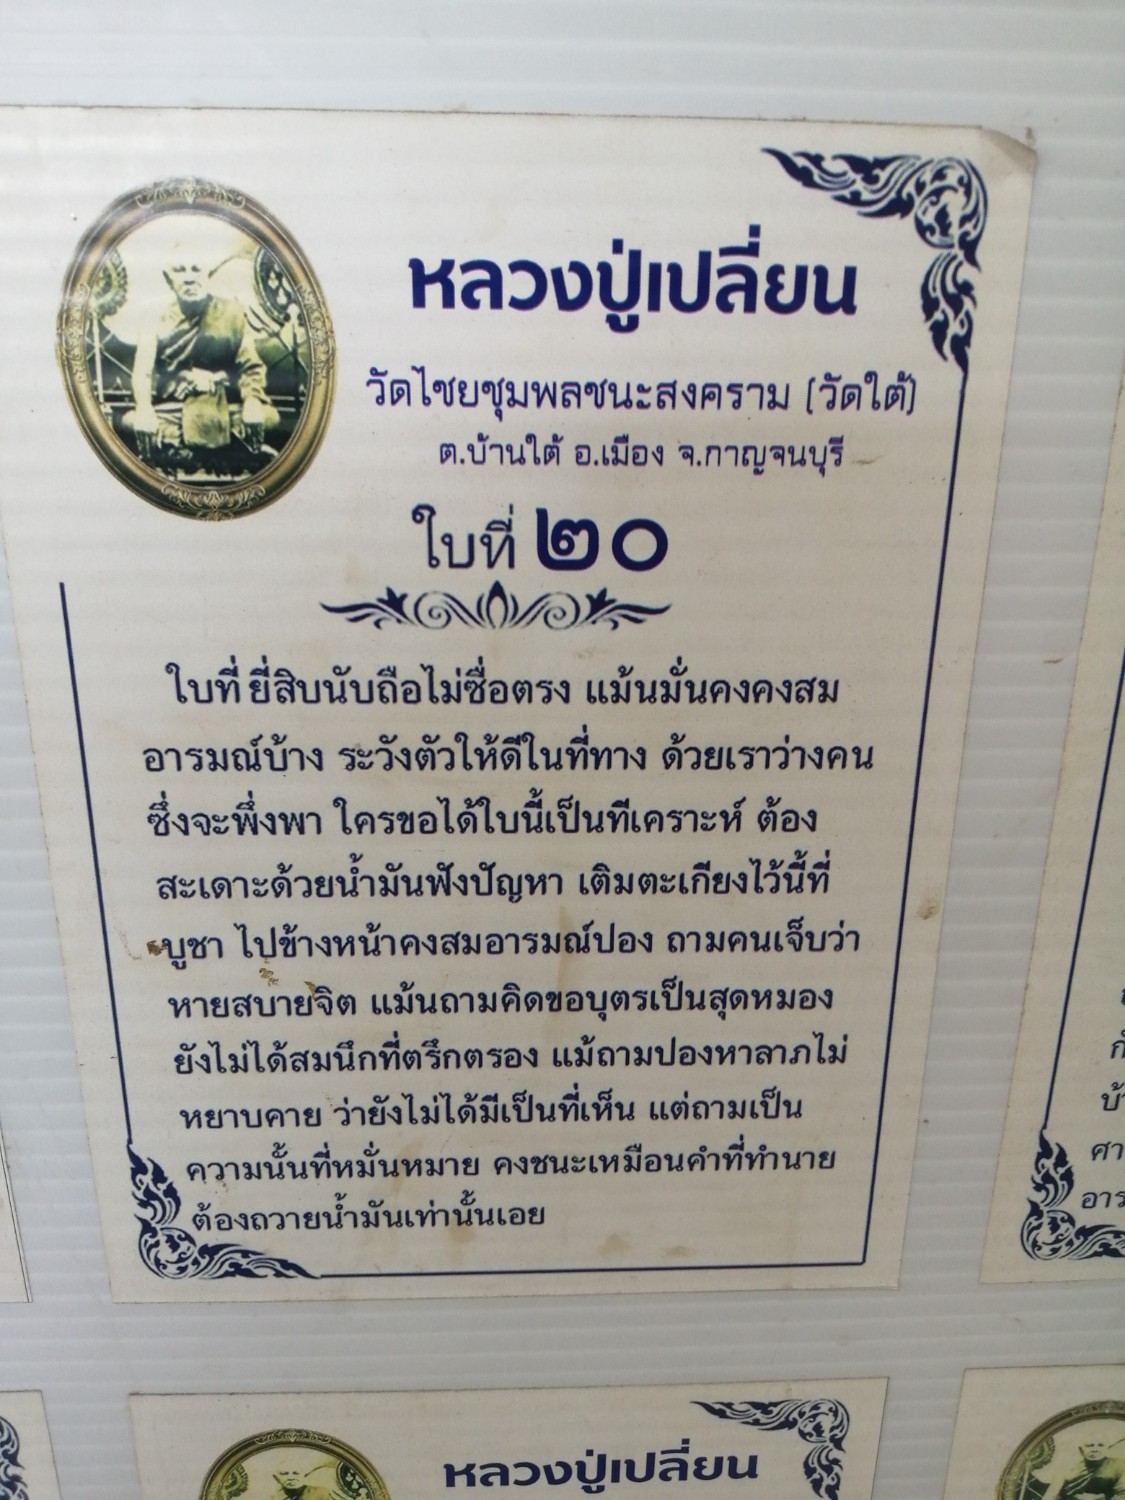 หลวงปู่เปลี่ยน
วัดไชยชุมพลชนะสงคราม (วัดใต้)
ต.บ้านใต้ อ.เมือง จ.กาญจนบุรี
ใบที่ ๒๐
ใบที่ ยี่สิบนับถือไม่ซื่อตรง แม้นมั่นคงคงสม
อารมณ์บ้าง ระวังตัวให้ดีในที่ทาง ด้วยเราว่างคน
ซึ่งจะพึ่งพา ใครขอได้ใบนี้เป็นทีเคราะห์ ต้อง
สะเดาะด้วยน้ำมันฟังปัญหา เติมตะเกียงไว้นี้ที่
บูชา ไปข้างหน้าคงสมอารมณ์ปอง ถามคนเจ็บว่า
หายสบายจิต แม้นถามคิดขอบุตรเป็นสุดหมอง
ยังไม่ได้สมนึกที่ตรึกตรอง แม้ถามปองหาลาภไม่
หยาบคาย ว่ายังไม่ได้มีเป็นที่เห็น แต่ถามเป็น
ความนั้นที่หมั่นหมาย คงชนะเหมือนคำที่ทำนาย
ต้องถวายน้ำมันเท่านั้นเอย
หลวงปู่เปลี่ยน